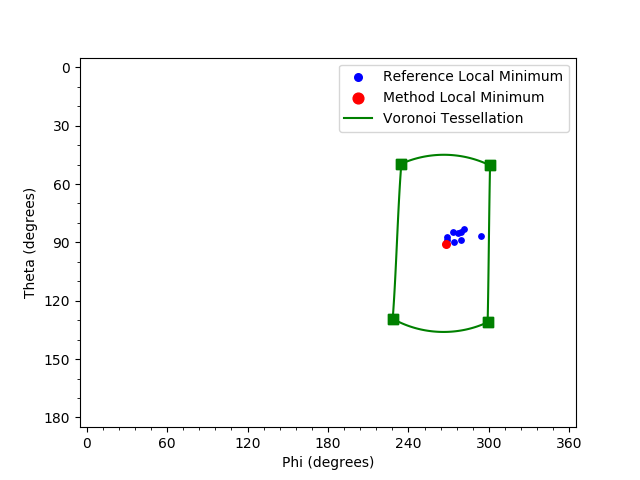 Reference Local Minimum
Method Local Minimum
Voronoi Tessellation
0
30
60
90
120
150
180
Theta (degrees)
0 60 120 180 240 300 360
Phi (degrees)